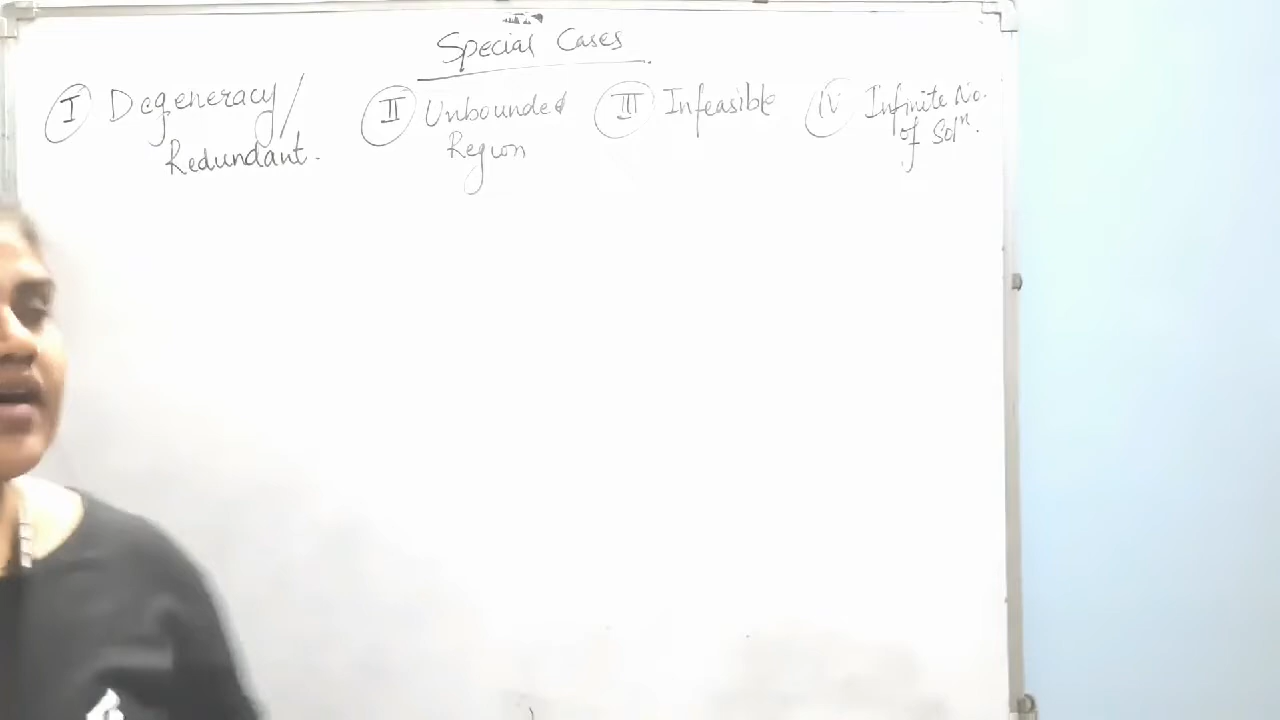 Special Cases
I Degeneracy/
Redundant.
II Unbounded
Region
III Infeasible
IV Infinite No.
of Solⁿ.